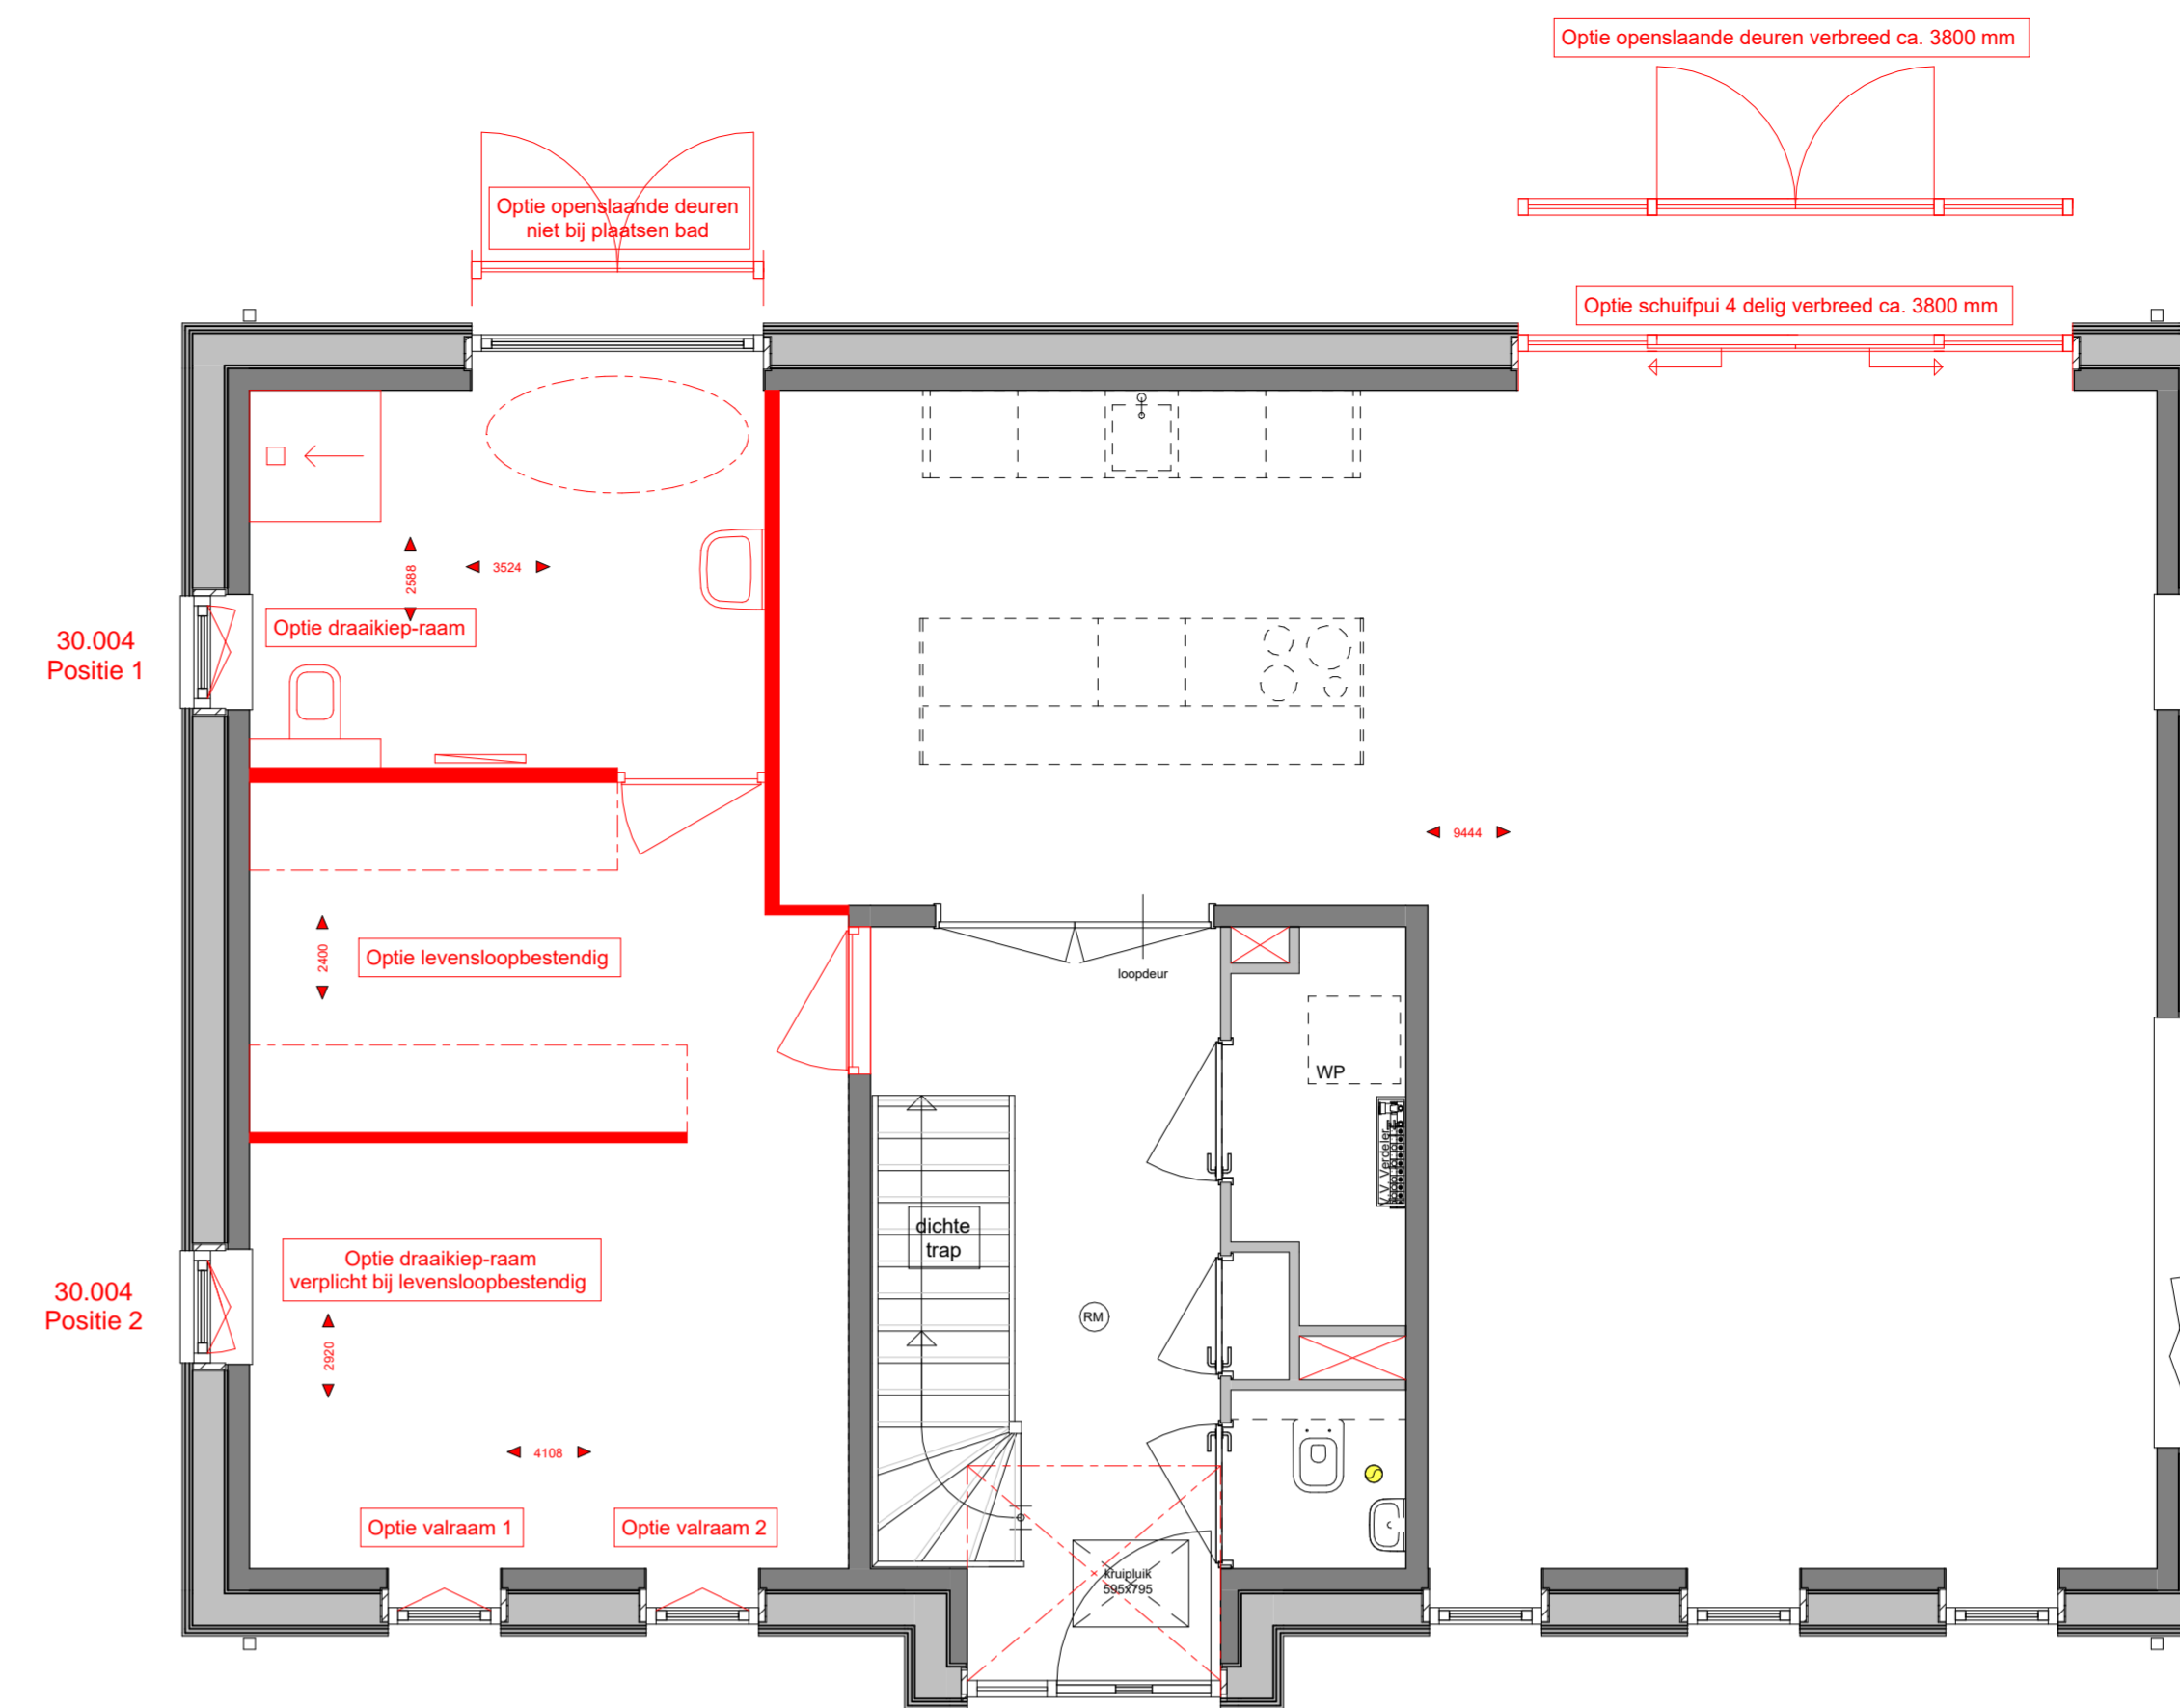 Optie openslaande deuren verbreed ca. 3800 mm
Optie openslaande deuren
niet bij plaatsen bad
Optie schuifpui 4 delig verbreed ca. 3800 mm
2588
3524
Optie draaikiep-raam
30.004
Positie 1
9444
2400
Optie levensloopbestendig
loopdeur
WP
V.V. Verdeler
dichte
trap
Optie draaikiep-raam
verplicht bij levensloopbestendig
30.004
Positie 2
RM
2920
4108
Optie valraam 1
Optie valraam 2
kruipluik
595x795